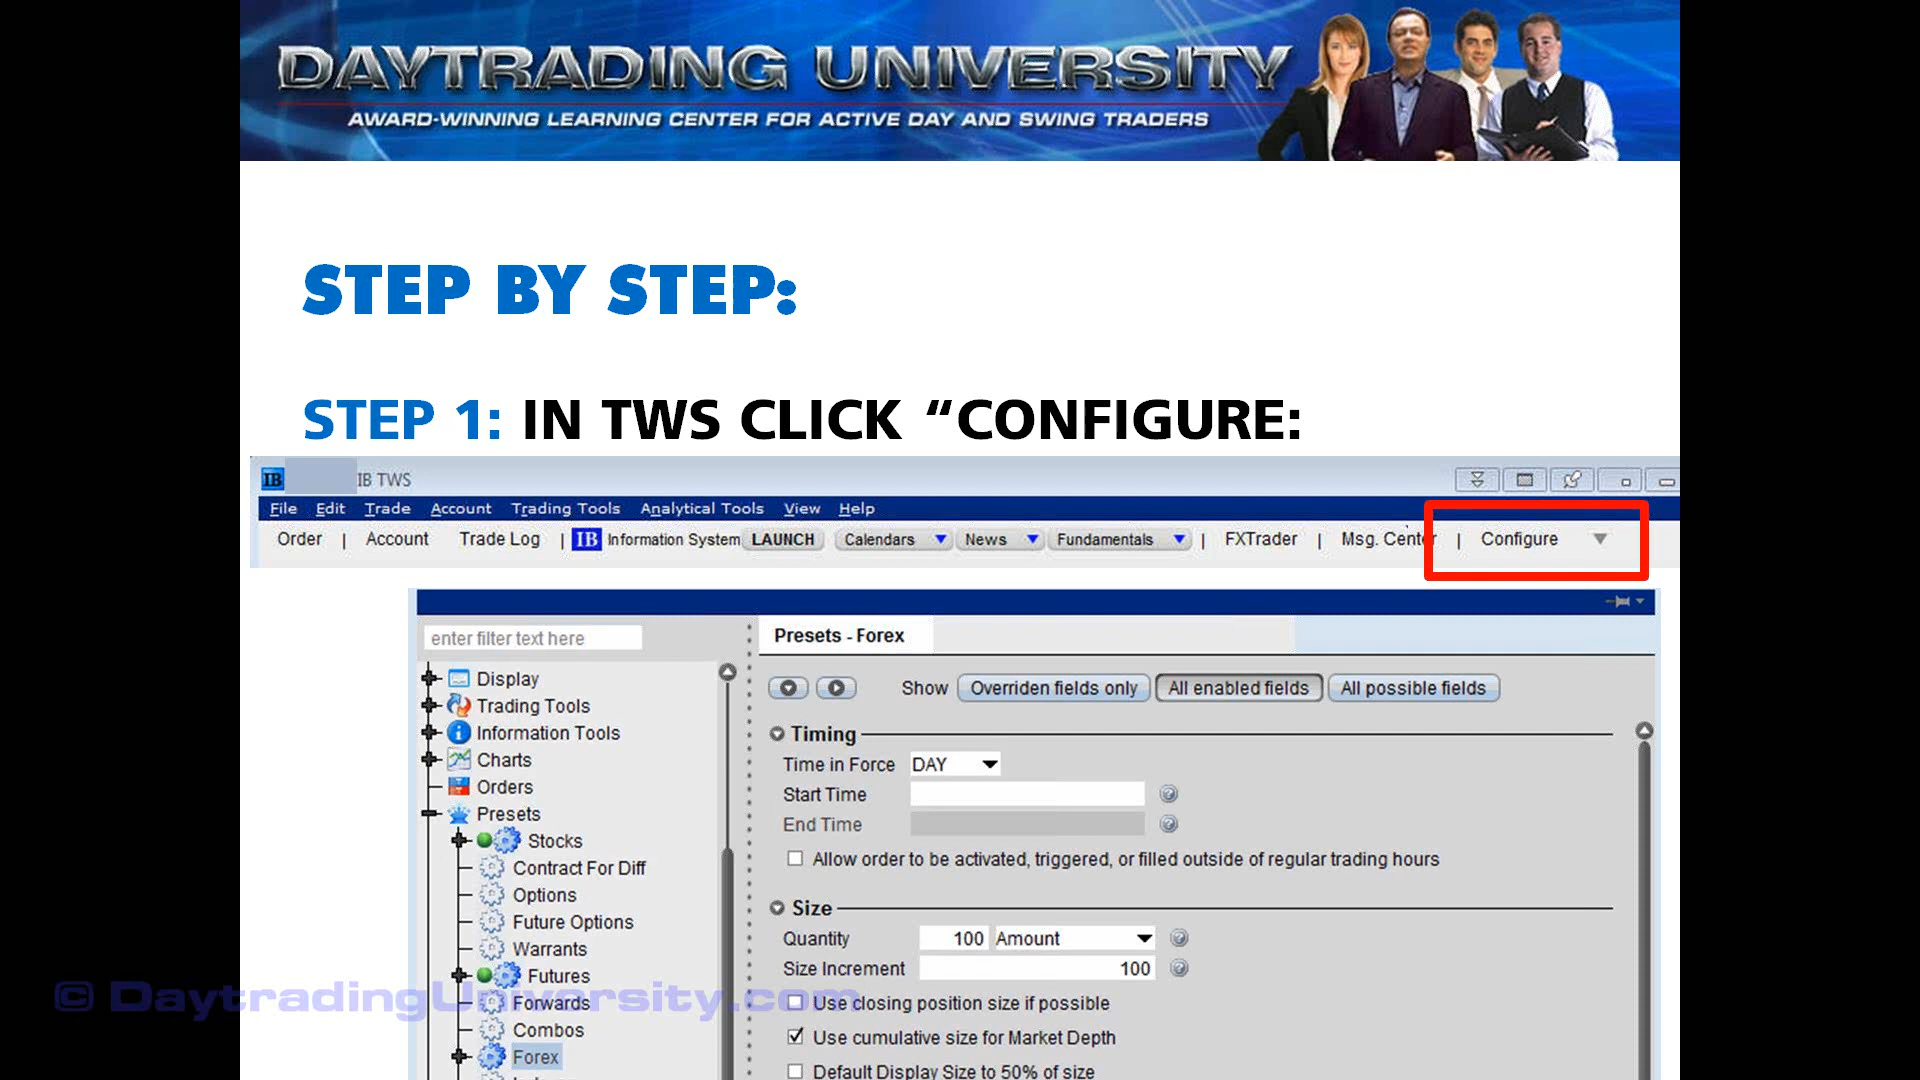 DAYTRADING UNIVERSITY
AWARD-WINNING LEARNING CENTER FOR ACTIVE DAY AND SWING TRADERS
STEP BY STEP:
STEP 1: IN TWS CLICK “CONFIGURE:
IB IB TWS
File Edit Trade Account Trading Tools Analytical Tools View Help
Order | Account Trade Log | IB Information System LAUNCH Calendars News Fundamentals | FXTrader | Msg. Center | Configure
enter filter text here
Display
Trading Tools
Information Tools
Charts
Orders
Presets
Stocks
Contract For Diff
Options
Future Options
Warrants
Futures
Forwards
Combos
Forex
Presets - Forex
Show Overriden fields only All enabled fields All possible fields
Timing
Time in Force DAY
Start Time
End Time
Allow order to be activated, triggered, or filled outside of regular trading hours
Size
Quantity 100 Amount
Size Increment 100
Use closing position size if possible
Use cumulative size for Market Depth
Default Display Size to 50% of size
© DaytradingUniversity.com